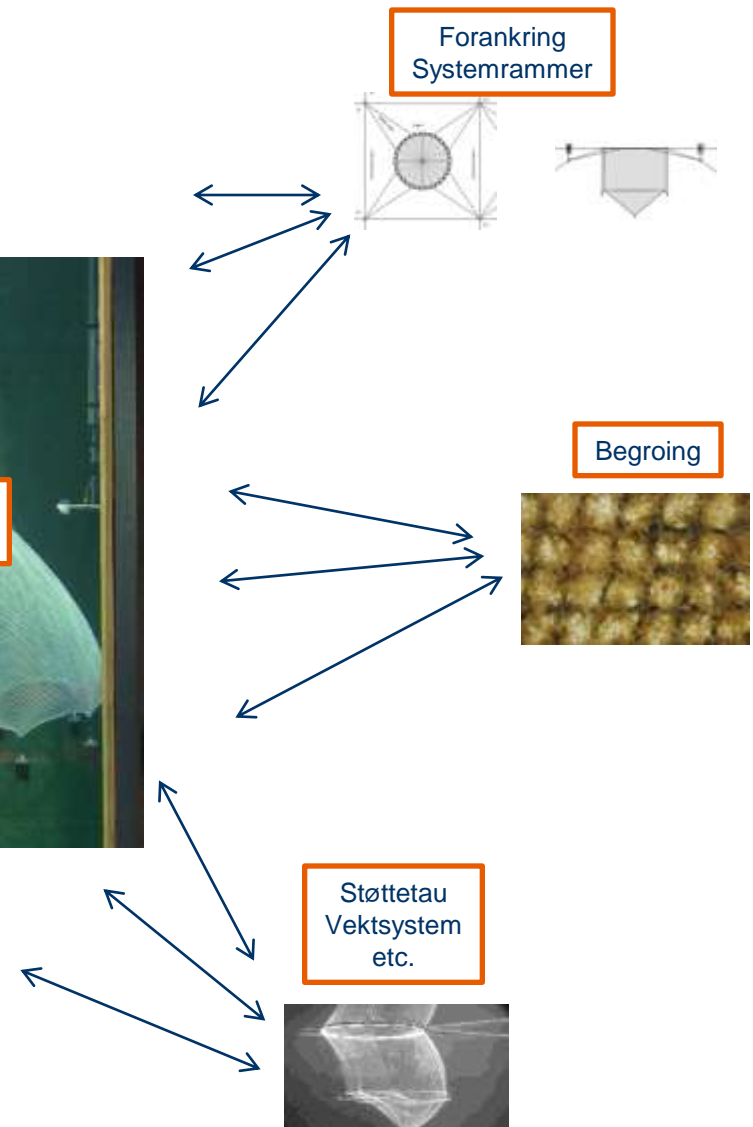 Forankring
Systemrammer
Begroing
Støttetau
Vektsystem
etc.